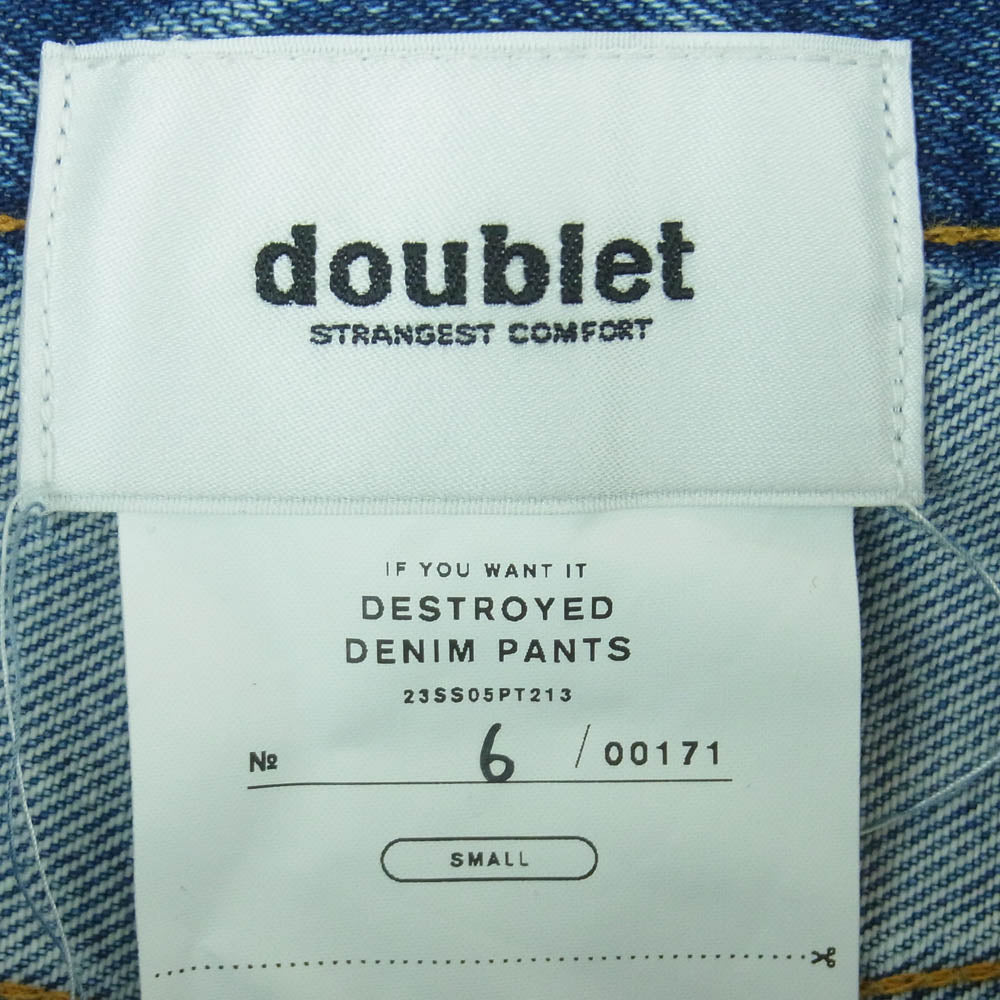 doublet
STRANGEST COMFORT
IF YOU WANT IT
DESTROYED
DENIM PANTS
23SS05PT213
№ 6 / 00171
SMALL